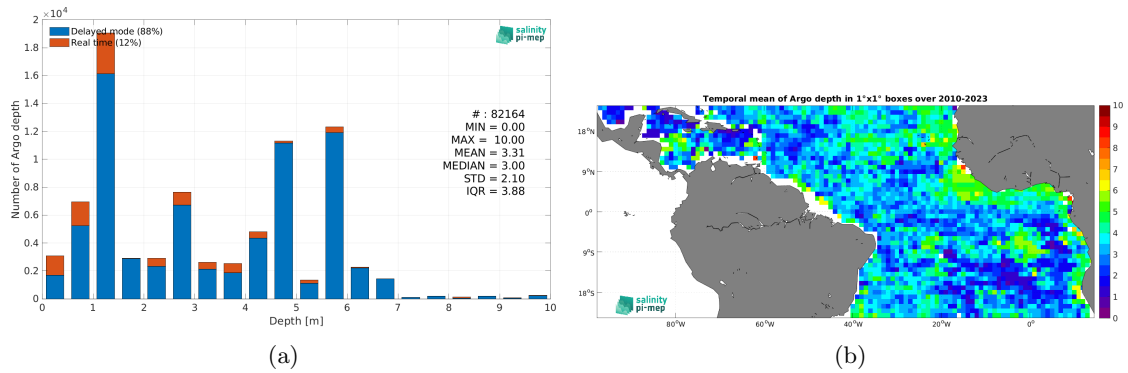 ×10⁴
2
1.8
1.6
1.4
1.2
1
0.8
0.6
0.4
0.2
0
Number of Argo depth
Delayed mode (88%)
Real time (12%)
salinity
pi-mep
# : 82164
MIN = 0.00
MAX = 10.00
MEAN = 3.31
MEDIAN = 3.00
STD = 2.10
IQR = 3.88
0 1 2 3 4 5 6 7 8 9 10
Depth [m]
(a)
Temporal mean of Argo depth in 1°x1° boxes over 2010-2023
18°N
9°N
0°
9°S
18°S
salinity
pi-mep
80°W 60°W 40°W 20°W 0°
10
9
8
7
6
5
4
3
2
1
0
(b)